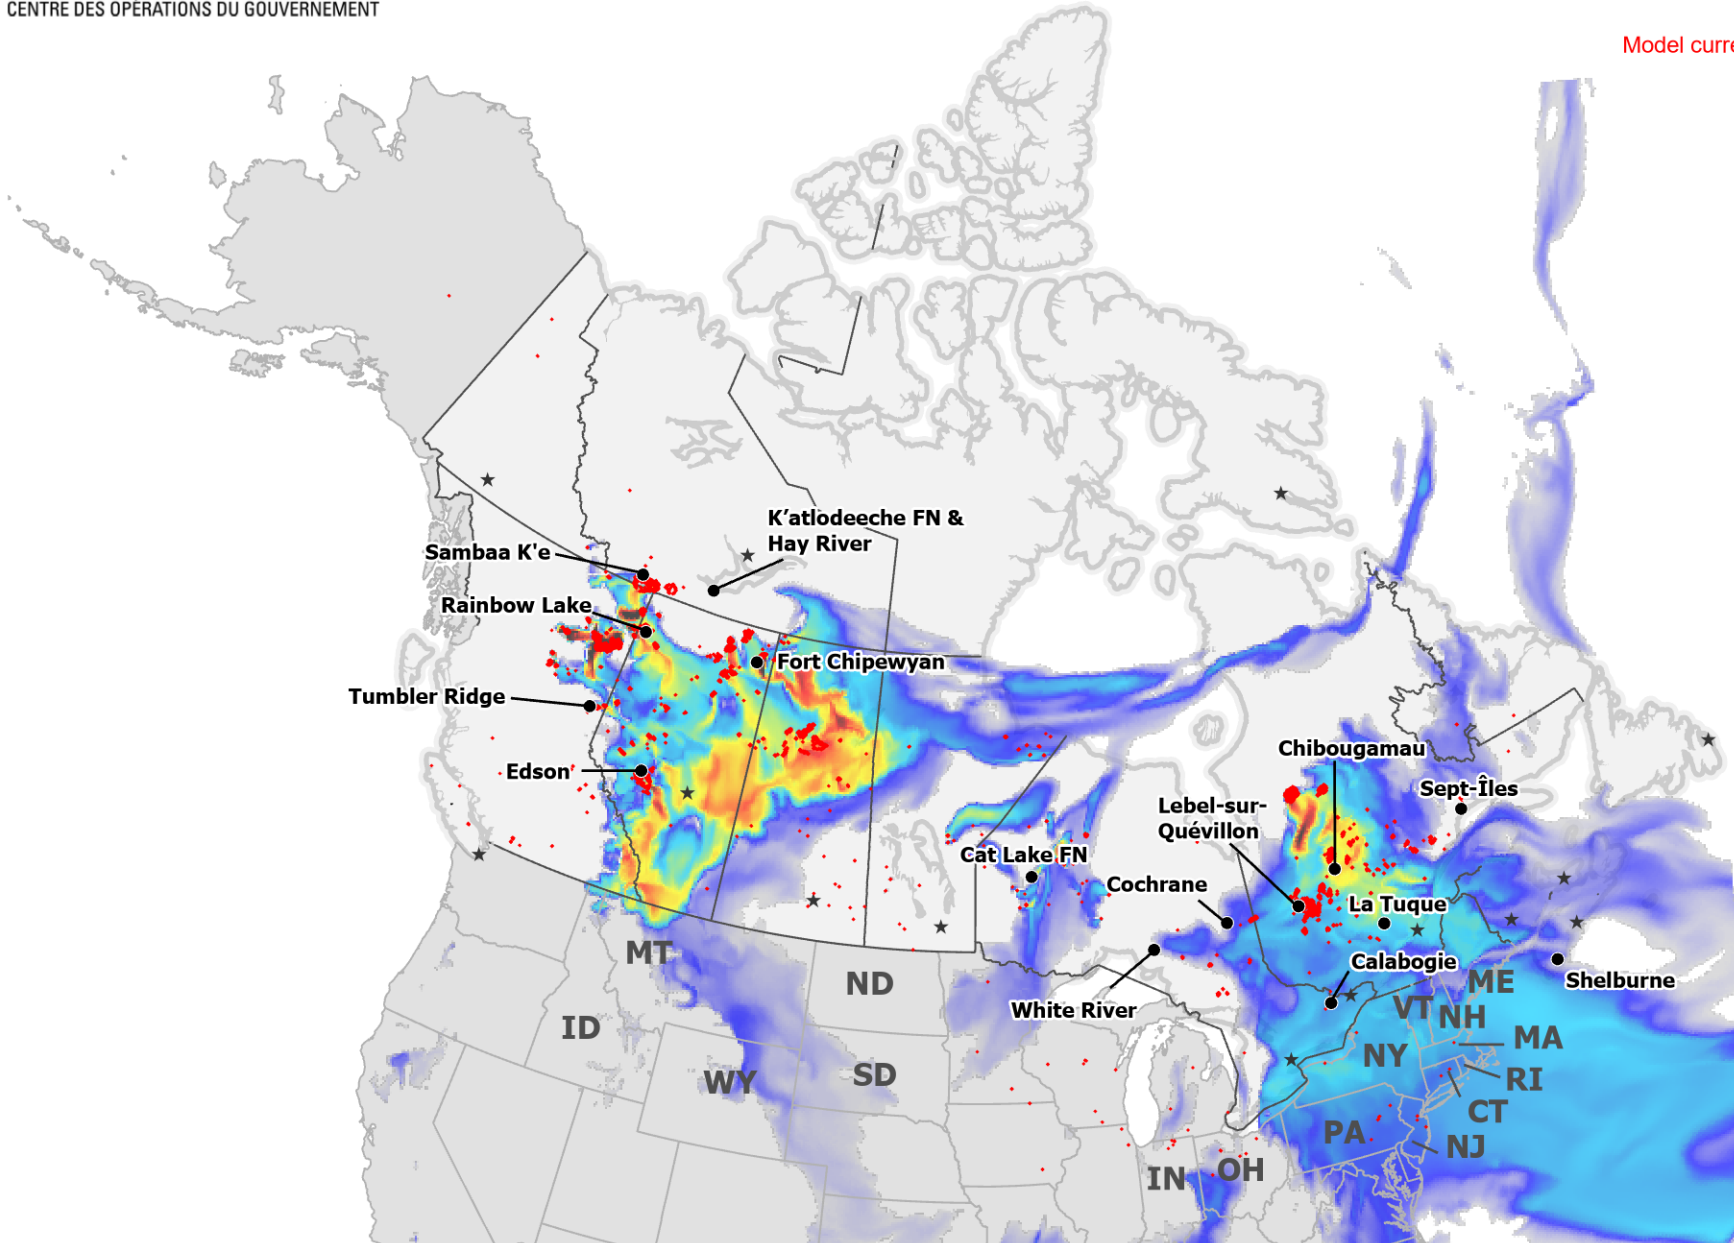 CENTRE DES OPÉRATIONS DU GOUVERNEMENT
Model curre
K'atlodeeche FN &
Hay River
Sambaa K'e
Rainbow Lake
Fort Chipewyan
Tumbler Ridge
Edson
Chibougamau
Sept-Îles
Lebel-sur-
Quévillon
Cat Lake FN
Cochrane
La Tuque
Calabogie
Shelburne
White River
MT
ND
ID
SD
WY
ME
VT
NH
MA
NY
RI
CT
PA
NJ
IN
OH